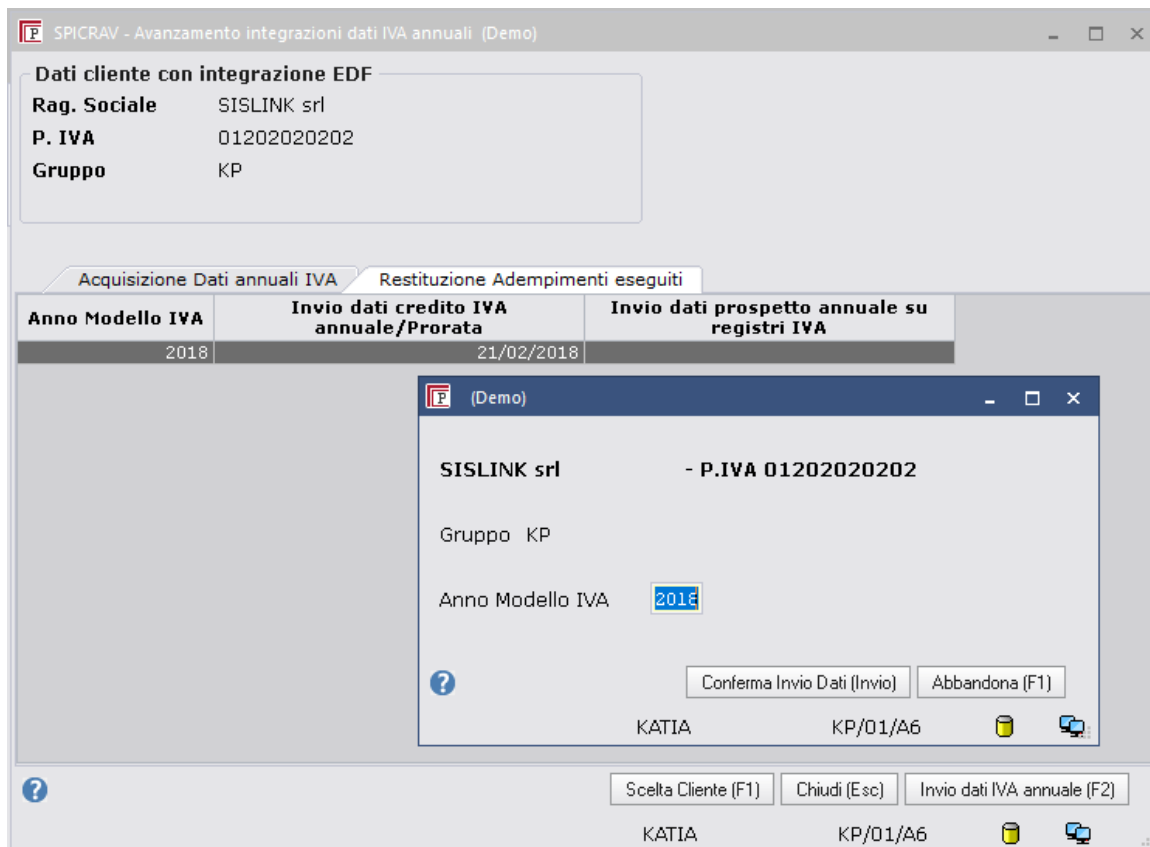 SPICRAV - Avanzamento integrazioni dati IVA annuali (Demo)
Dati cliente con integrazione EDF
Rag. Sociale SISLINK srl
P. IVA 01202020202
Gruppo KP
Acquisizione Dati annuali IVA Restituzione Adempimenti eseguiti
Anno Modello IVA Invio dati credito IVA annuale/Prorata Invio dati prospetto annuale su registri IVA
2018 21/02/2018
(Demo)
SISLINK srl - P.IVA 01202020202
Gruppo KP
Anno Modello IVA 2018
Conferma Invio Dati (Invio) Abbandona (F1)
KATIA KP/01/A6
Scelta Cliente (F1) Chiudi (Esc) Invio dati IVA annuale (F2)
KATIA KP/01/A6